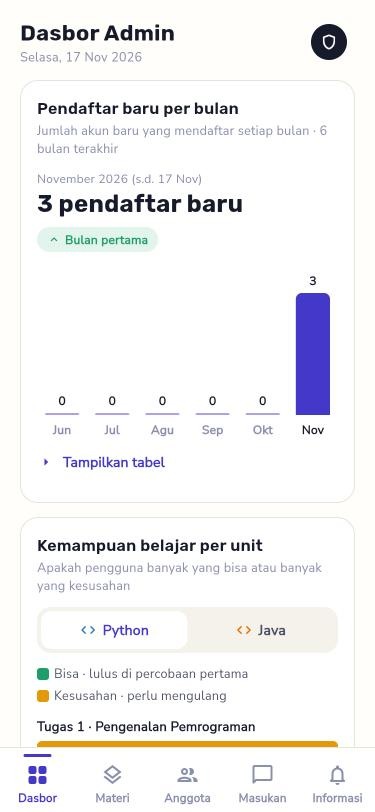 Dasbor Admin
Selasa, 17 Nov 2026
Pendaftar baru per bulan
Jumlah akun baru yang mendaftar setiap bulan · 6
bulan terakhir
November 2026 (s.d. 17 Nov)
3 pendaftar baru
Bulan pertama
3
0 0 0 0 0
Jun Jul Agu Sep Okt Nov
Tampilkan tabel
Kemampuan belajar per unit
Apakah pengguna banyak yang bisa atau banyak
yang kesusahan
Python Java
Bisa · lulus di percobaan pertama
Kesusahan · perlu mengulang
Tugas 1 · Pengenalan Pemrograman
Dasbor Materi Anggota Masukan Informasi